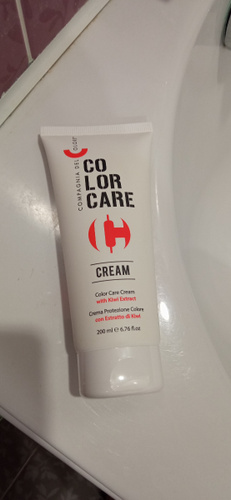 COMPAGNIA DEL COLORE
CO
LOR
CARE
CREAM
Color Care Cream
with Kiwi Extract
Crema Protezione Colore
con Estratto di Kiwi
200 ml ℮ 6.76 fl.oz